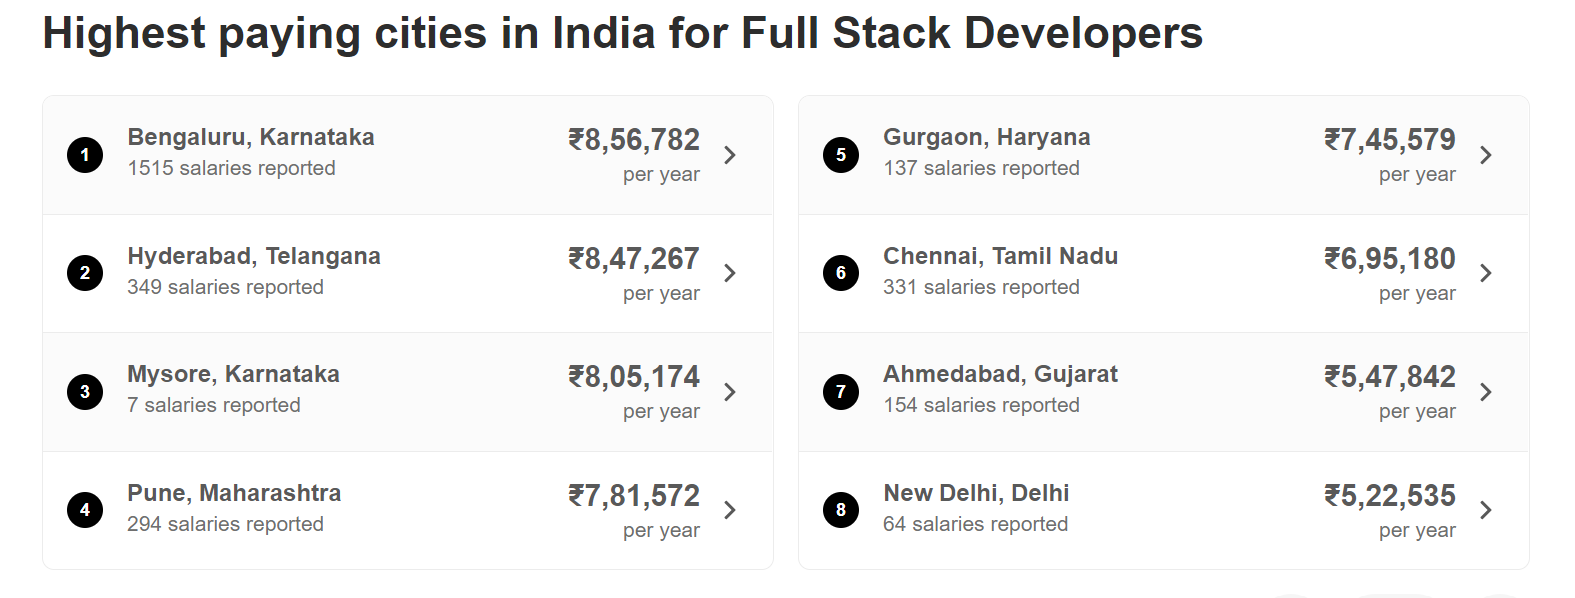 Highest paying cities in India for Full Stack Developers
1
Bengaluru, Karnataka
1515 salaries reported
₹8,56,782
per year
2
Hyderabad, Telangana
349 salaries reported
₹8,47,267
per year
3
Mysore, Karnataka
7 salaries reported
₹8,05,174
per year
4
Pune, Maharashtra
294 salaries reported
₹7,81,572
per year
5
Gurgaon, Haryana
137 salaries reported
₹7,45,579
per year
6
Chennai, Tamil Nadu
331 salaries reported
₹6,95,180
per year
7
Ahmedabad, Gujarat
154 salaries reported
₹5,47,842
per year
8
New Delhi, Delhi
64 salaries reported
₹5,22,535
per year